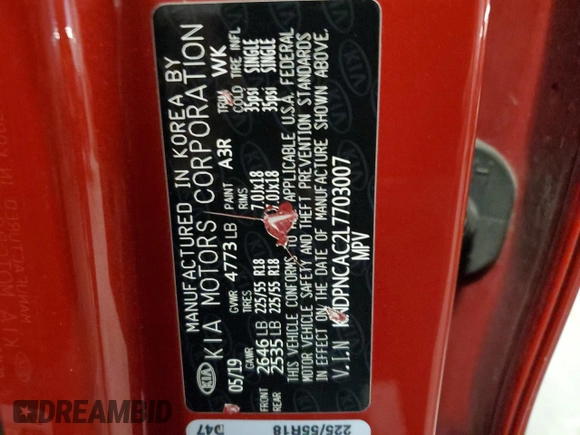 MANUFACTURED IN KOREA BY
KIA MOTORS CORPORATION
KIA
05/19 GVWR 4773 LB PAINT A3R TRIM WK
GAWR TIRES RIMS COLD TIRE INFL
FRONT 2646 LB 225/55 R18 7.0JX18 35psi SINGLE
REAR 2535 LB 225/55 R18 7.0JX18 35psi SINGLE
THIS VEHICLE CONFORMS TO APPLICABLE U.S.A. FEDERAL
MOTOR VEHICLE SAFETY AND THEFT PREVENTION STANDARDS
IN EFFECT ON THE DATE OF MANUFACTURE SHOWN ABOVE.
V.I.N DPNCAC2L7703007
MPV
D47
225/55R18
DREAMBID